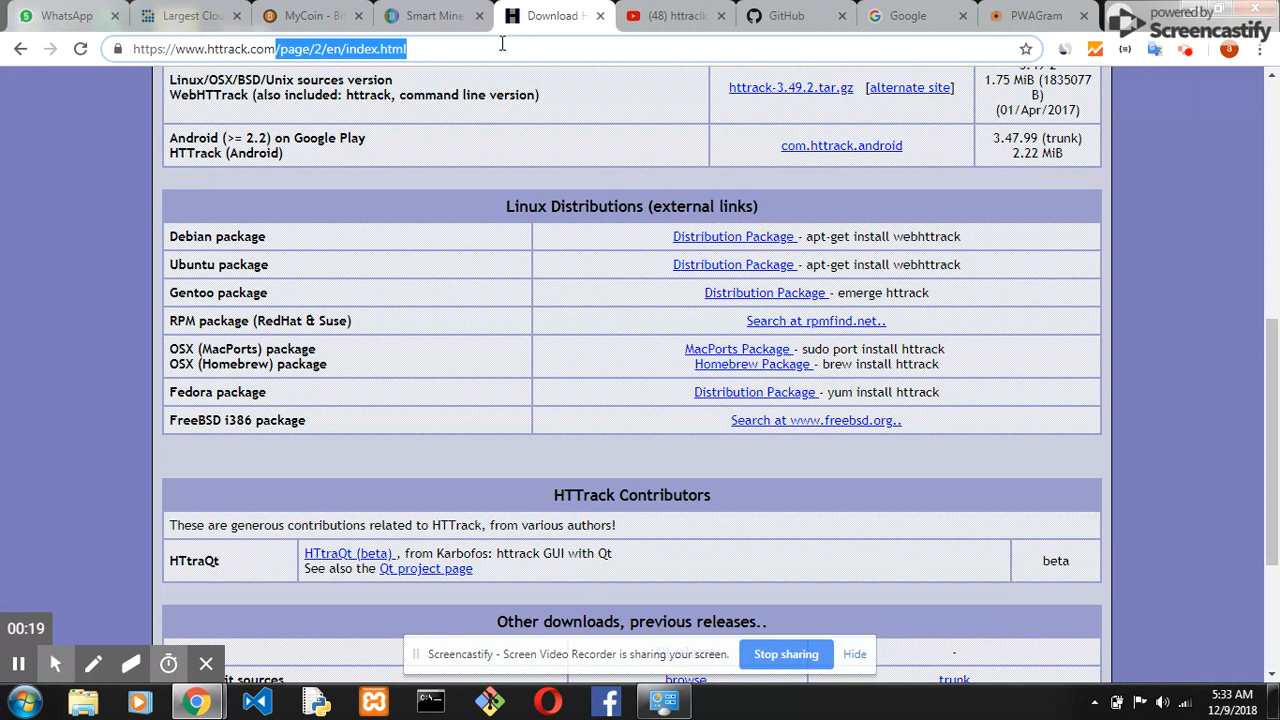 WhatsApp
Largest Clou
MyCoin - Bi
Smart Mine
Download H
(48) httrack
GitHub
Google
PWAGram
powered by
Screencastify
https://www.httrack.com/page/2/en/index.html
Linux/OSX/BSD/Unix sources version
WebHTTrack (also included: httrack, command line version)
httrack-3.49.2.tar.gz [alternate site]
1.75 MiB (1835077
B)
(01/Apr/2017)
Android (>= 2.2) on Google Play
HTTrack (Android)
com.httrack.android
3.47.99 (trunk)
2.22 MiB
Linux Distributions (external links)
Debian package
Distribution Package - apt-get install webhttrack
Ubuntu package
Distribution Package - apt-get install webhttrack
Gentoo package
Distribution Package - emerge httrack
RPM package (RedHat & Suse)
Search at rpmfind.net..
OSX (MacPorts) package
OSX (Homebrew) package
MacPorts Package - sudo port install httrack
Homebrew Package - brew install httrack
Fedora package
Distribution Package - yum install httrack
FreeBSD i386 package
Search at www.freebsd.org..
HTTrack Contributors
These are generous contributions related to HTTrack, from various authors!
HTtraQt
HTtraQt (beta) , from Karbofos: httrack GUI with Qt
See also the Qt project page
beta
Other downloads, previous releases..
00:19
Screencastify - Screen Video Recorder is sharing your screen.
Stop sharing
Hide
-
sources
browse
trunk
5:33 AM
12/9/2018